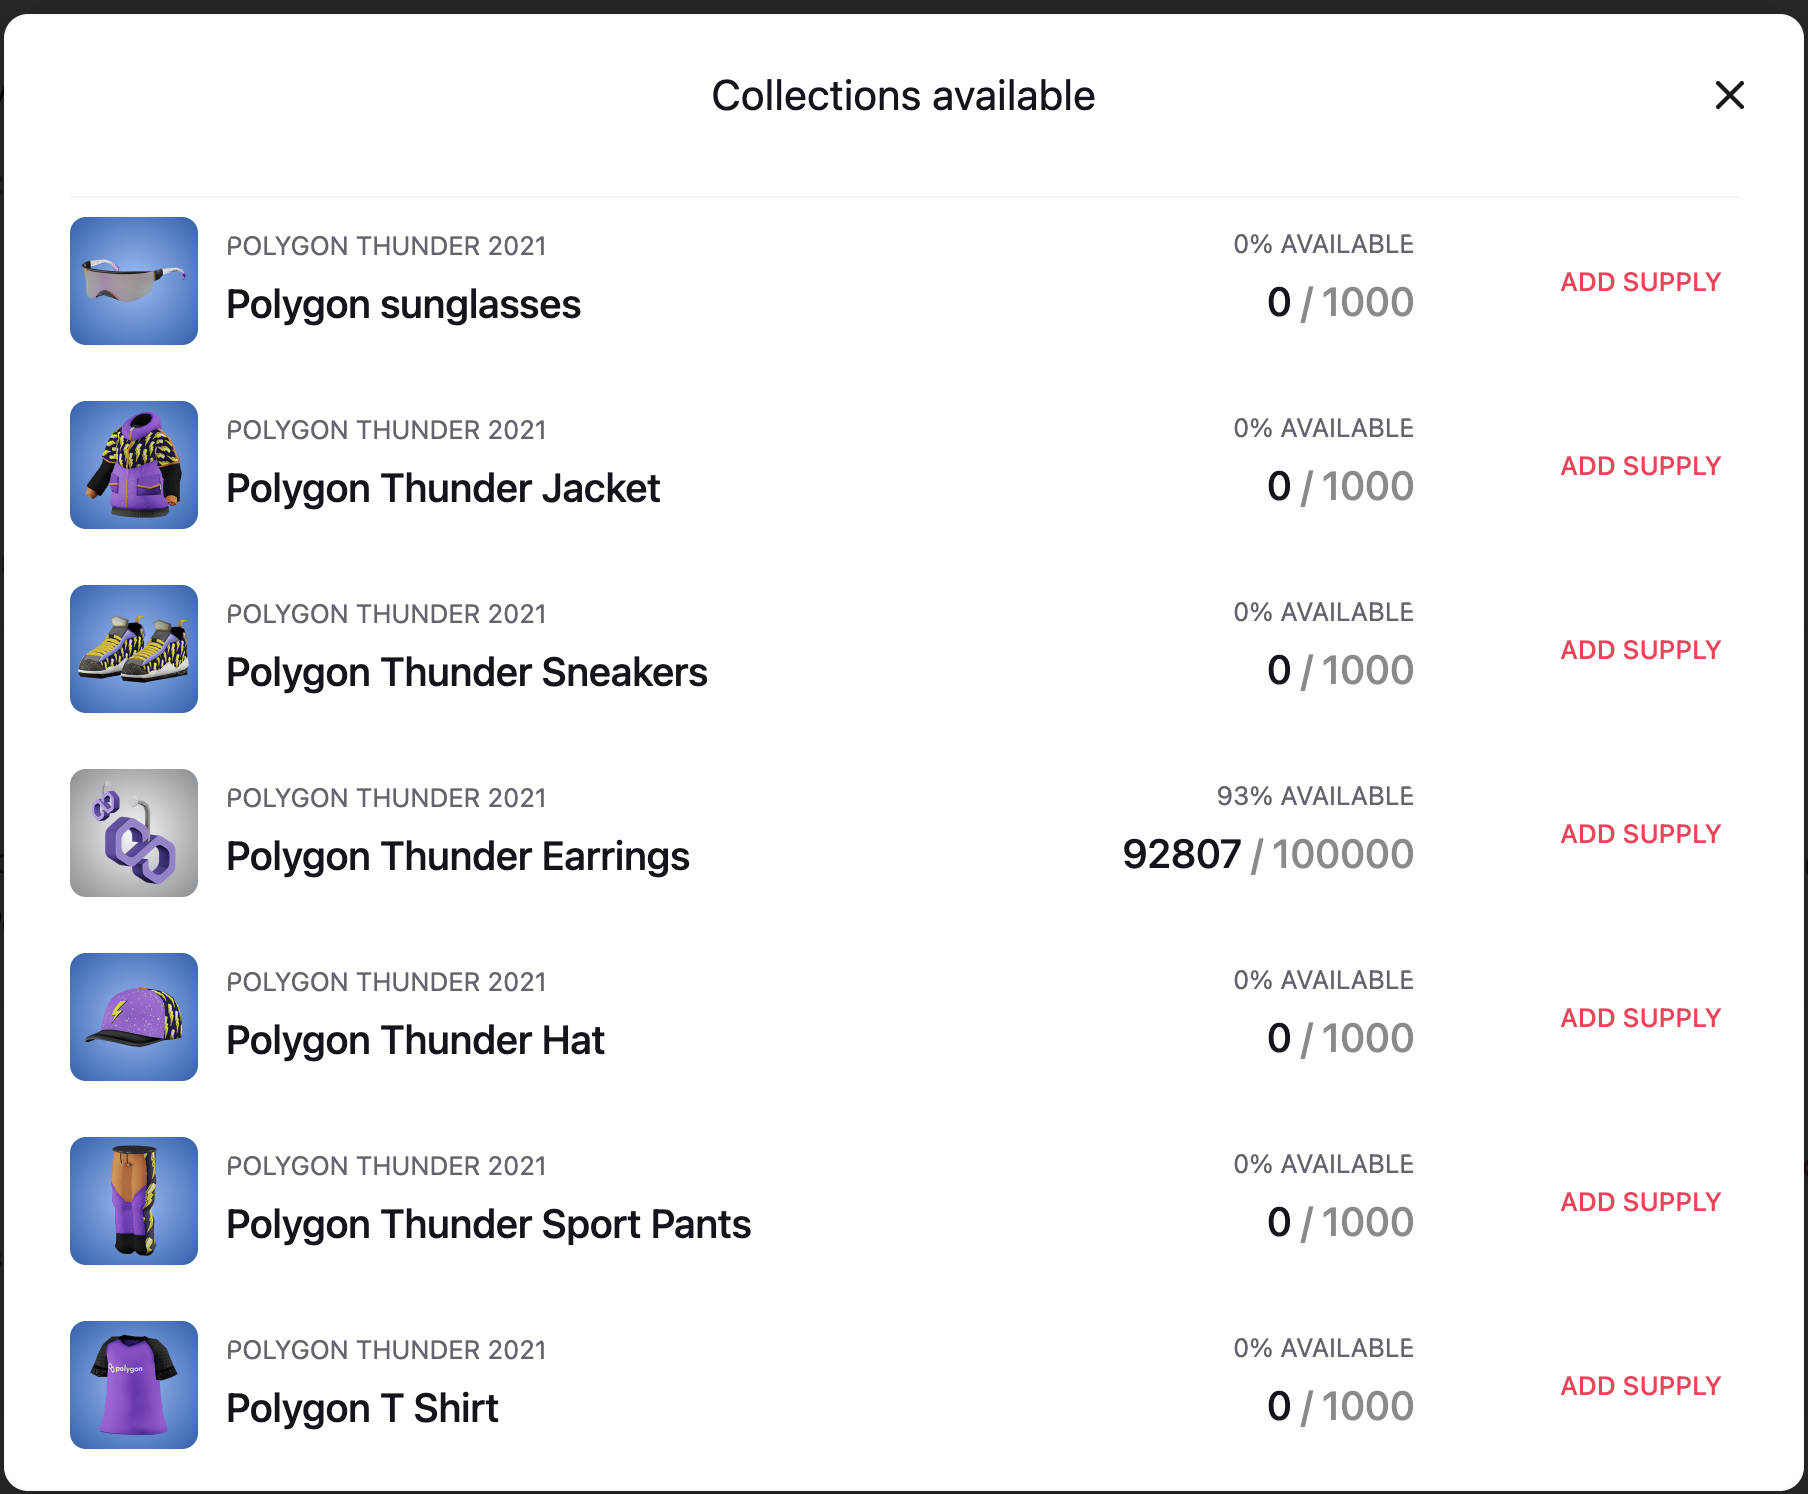 Collections available
POLYGON THUNDER 2021
0% AVAILABLE
Polygon sunglasses
0 / 1000
ADD SUPPLY
POLYGON THUNDER 2021
0% AVAILABLE
Polygon Thunder Jacket
0 / 1000
ADD SUPPLY
POLYGON THUNDER 2021
0% AVAILABLE
Polygon Thunder Sneakers
0 / 1000
ADD SUPPLY
POLYGON THUNDER 2021
93% AVAILABLE
Polygon Thunder Earrings
92807 / 100000
ADD SUPPLY
POLYGON THUNDER 2021
0% AVAILABLE
Polygon Thunder Hat
0 / 1000
ADD SUPPLY
POLYGON THUNDER 2021
0% AVAILABLE
Polygon Thunder Sport Pants
0 / 1000
ADD SUPPLY
polygon
POLYGON THUNDER 2021
0% AVAILABLE
Polygon T Shirt
0 / 1000
ADD SUPPLY